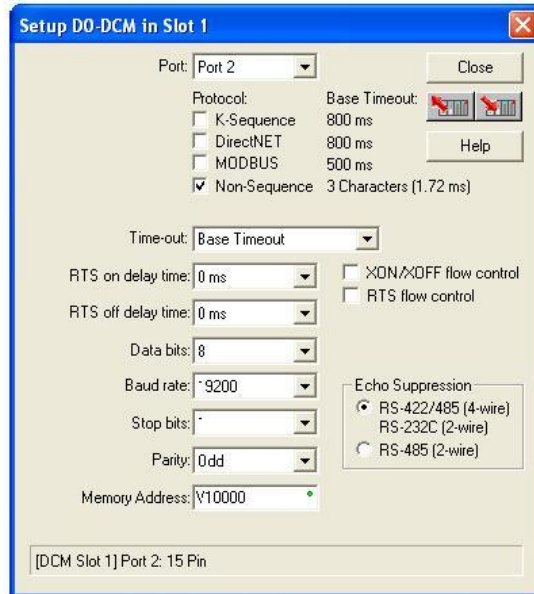 Setup D0-DCM in Slot 1
Port: Port 2
Close
Protocol: Base Timeout:
K-Sequence 800 ms
DirectNET 800 ms
MODBUS 500 ms
Help
Non-Sequence 3 Characters (1.72 ms)
Time-out: Base Timeout
RTS on delay time: 0 ms
XON/XOFF flow control
RTS off delay time: 0 ms
RTS flow control
Data bits: 8
Baud rate: 9200
Echo Suppression
RS-422/485 (4-wire)
RS-232C (2-wire)
Stop bits:
RS-485 (2-wire)
Parity: Odd
Memory Address: V10000
[DCM Slot 1] Port 2: 15 Pin